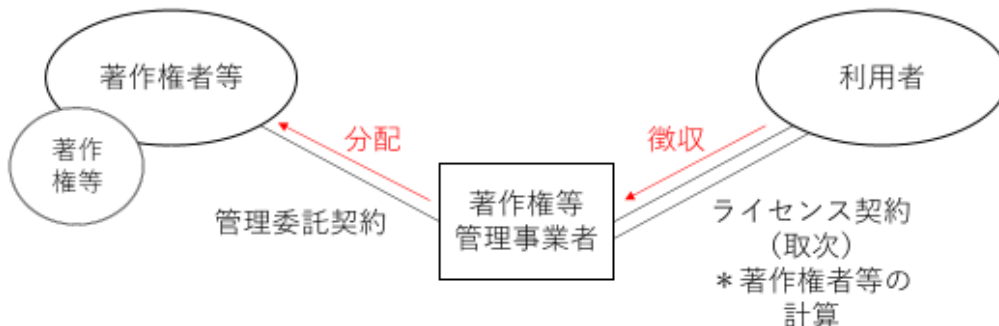 著作権者等
利用者
著作
権等
分配
徴収
著作権等
管理事業者
管理委託契約
ライセンス契約
(取次)
＊著作権者等の
計算